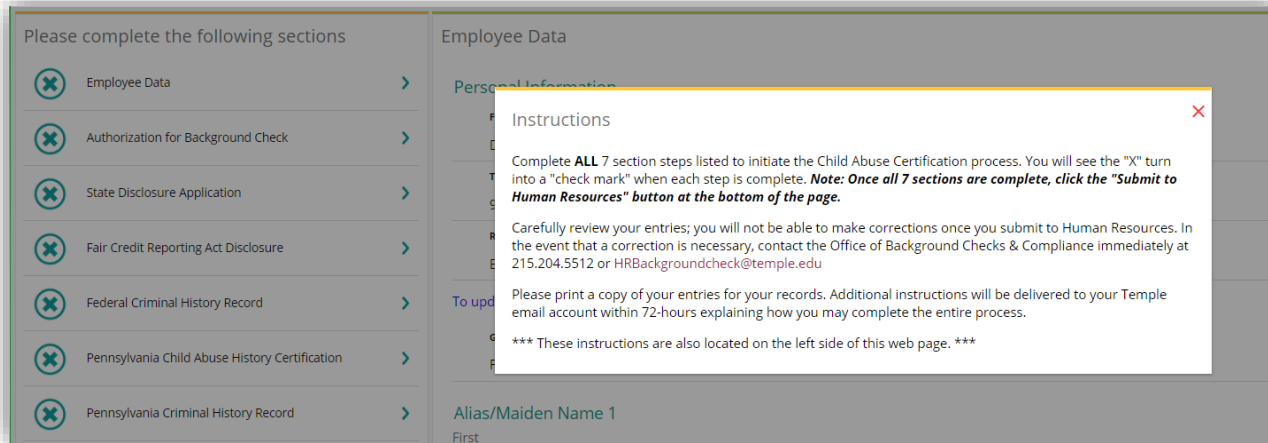 Please complete the following sections
Employee Data
Authorization for Background Check
State Disclosure Application
Fair Credit Reporting Act Disclosure
Federal Criminal History Record
Pennsylvania Child Abuse History Certification
Pennsylvania Criminal History Record
Employee Data
Personal Information
Instructions
Complete ALL 7 section steps listed to initiate the Child Abuse Certification process. You will see the "X" turn
into a "check mark" when each step is complete. Note: Once all 7 sections are complete, click the "Submit to
Human Resources" button at the bottom of the page.
Carefully review your entries; you will not be able to make corrections once you submit to Human Resources. In
the event that a correction is necessary, contact the Office of Background Checks & Compliance immediately at
215.204.5512 or HRBackgroundcheck@temple.edu
Please print a copy of your entries for your records. Additional instructions will be delivered to your Temple
email account within 72-hours explaining how you may complete the entire process.
*** These instructions are also located on the left side of this web page. ***
To upd
Alias/Maiden Name 1
First